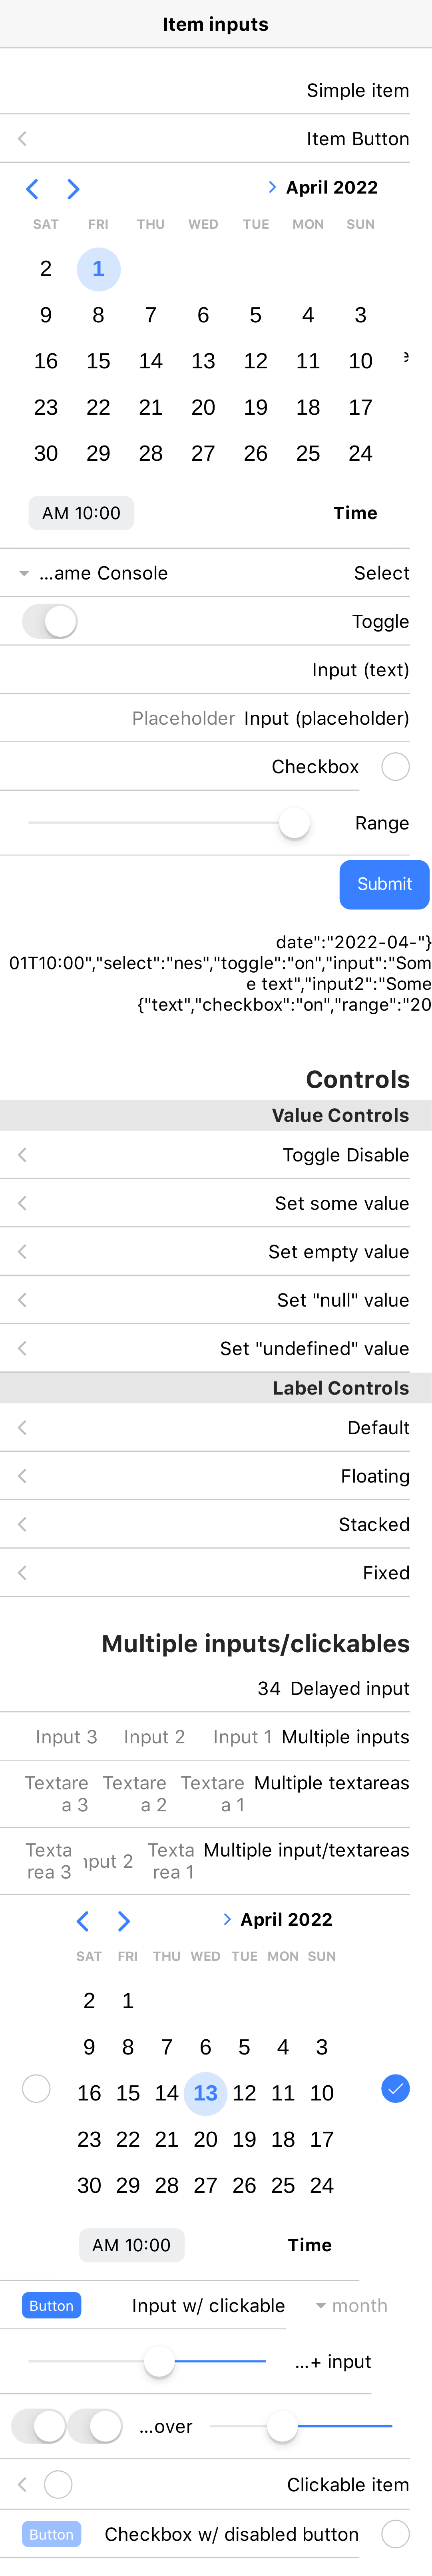 Item inputs
Simple item
Item Button
April 2022
SAT FRI THU WED TUE MON SUN
2 1
9 8 7 6 5 4 3
16 15 14 13 12 11 10
23 22 21 20 19 18 17
30 29 28 27 26 25 24
AM 10:00 Time
...ame Console Select
Toggle
Input (text)
Placeholder Input (placeholder)
Checkbox
Range
Submit
date":"2022-04-"}
01T10:00","select":"nes","toggle":"on","input":"Som
e text","input2":"Some
{"text","checkbox":"on","range":"20
Controls
Value Controls
Toggle Disable
Set some value
Set empty value
Set "null" value
Set "undefined" value
Label Controls
Default
Floating
Stacked
Fixed
Multiple inputs/clickables
34 Delayed input
Input 3 Input 2 Input 1 Multiple inputs
Textare Textare Textare Multiple textareas
a 3 a 2 a 1
Texta nput 2 Texta Multiple input/textareas
rea 3 rea 1
April 2022
SAT FRI THU WED TUE MON SUN
2 1
9 8 7 6 5 4 3
16 15 14 13 12 11 10
23 22 21 20 19 18 17
30 29 28 27 26 25 24
AM 10:00 Time
Button Input w/ clickable month
...+ input
...over
Clickable item
Button Checkbox w/ disabled button